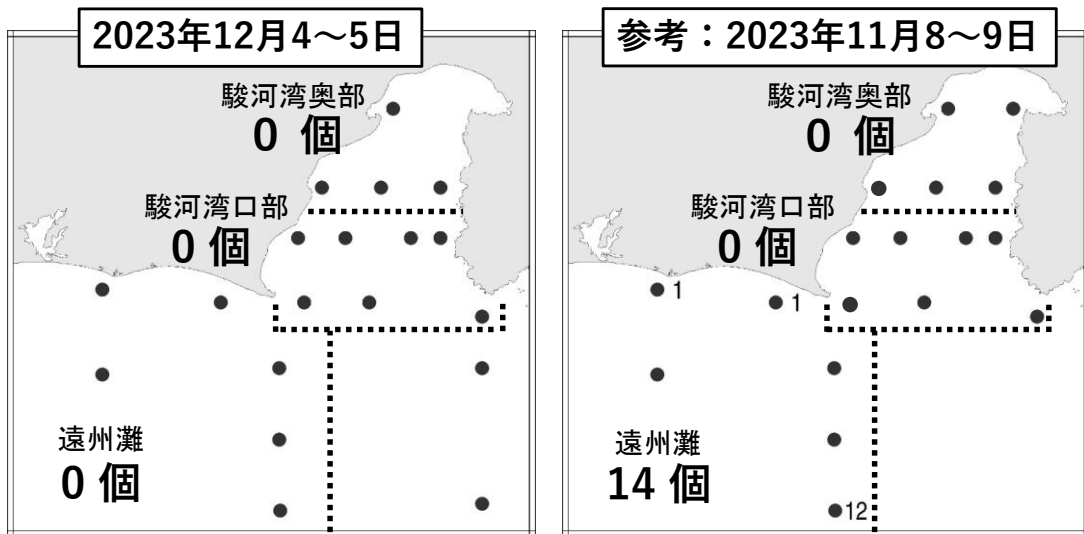 2023年12月4～5日
駿河湾奥部
0 個
駿河湾口部
0 個
遠州灘
0 個
参考：2023年11月8～9日
駿河湾奥部
0 個
駿河湾口部
0 個
1
1
遠州灘
14 個
12